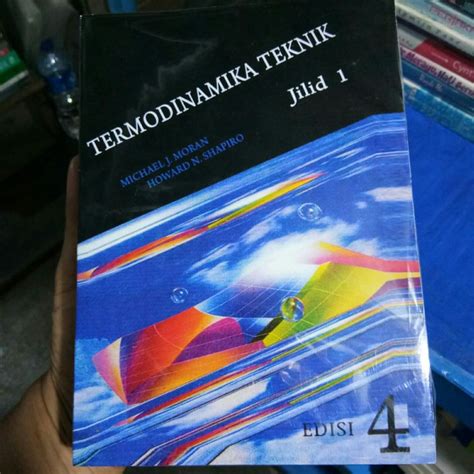 TERMODINAMIKA TEKNIK
Jilid 1
MICHAEL J. MORAN
HOWARD N. SHAPIRO
EDISI 4